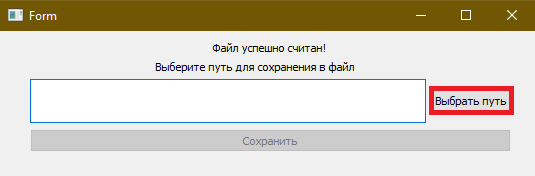 Form
Файл успешно считан!
Выберите путь для сохранения в файл
Выбрать путь
Сохранить